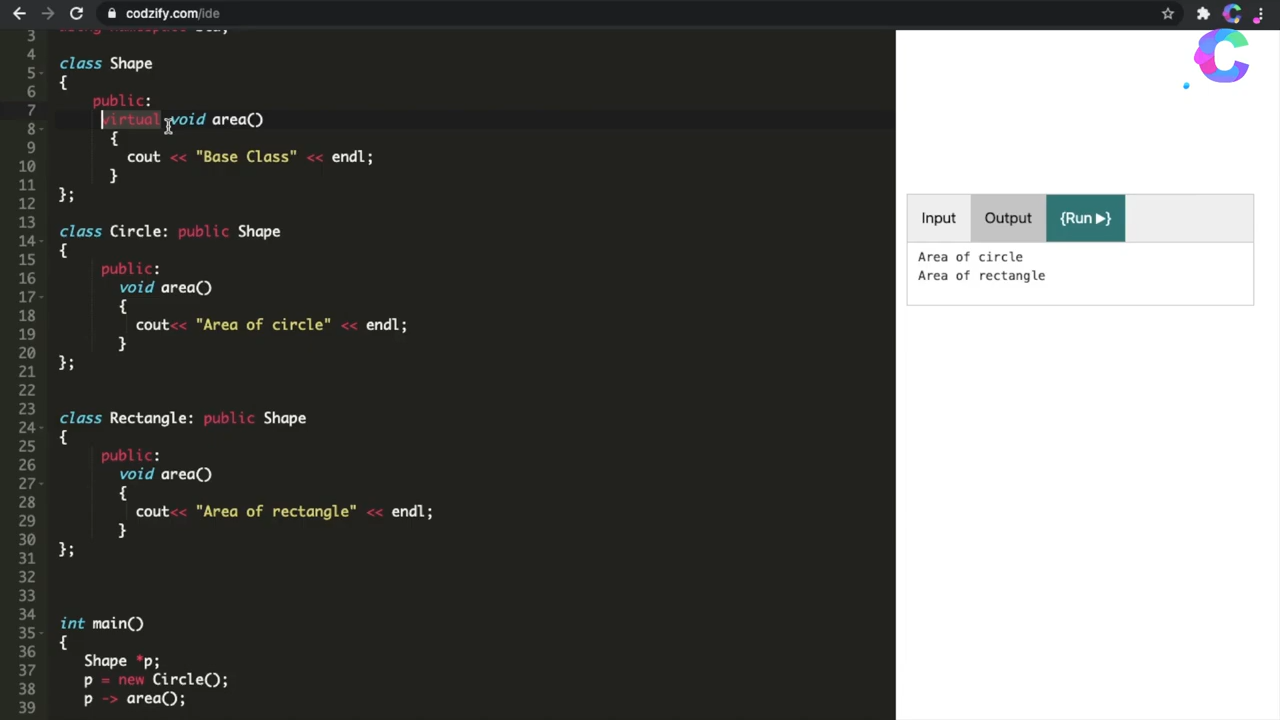 codzify.com/ide
3
4
5 class Shape
6 {
7 public:
8 virtual void area()
9 {
10 cout << "Base Class" << endl;
11 }
12 };
13
14 class Circle: public Shape
15 {
16 public:
17 void area()
18 {
19 cout<< "Area of circle" << endl;
20 }
21 };
22
23
24 class Rectangle: public Shape
25 {
26 public:
27 void area()
28 {
29 cout<< "Area of rectangle" << endl;
30 }
31 };
32
33
34
35 int main()
36 {
37 Shape *p;
38 p = new Circle();
39 p -> area();
Input Output {Run ▶}
Area of circle
Area of rectangle